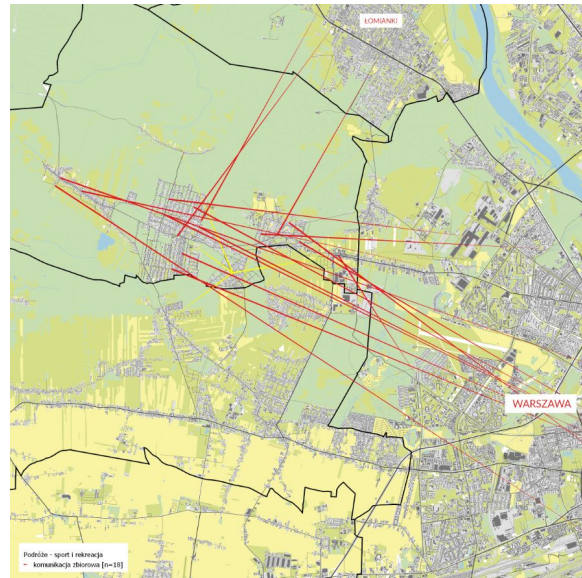 ŁOMIANKI
WARSZAWA
Podróże - sport i rekreacja
komunikacja zbiorowa [n=18]